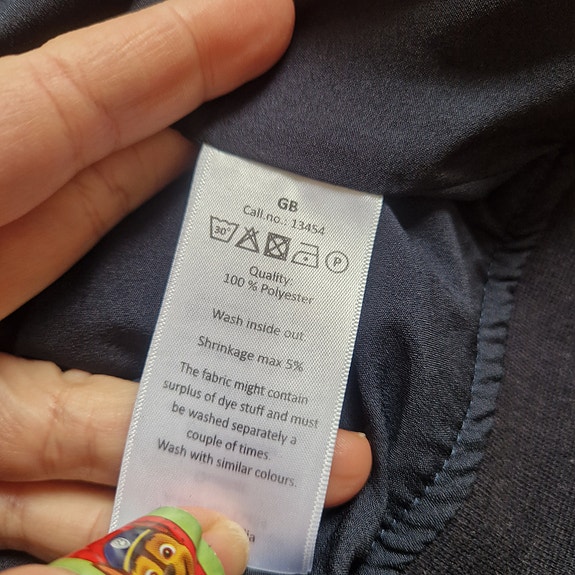 GB
Call.no.: 13454
30° P
Quality:
100 % Polyester
Wash inside out
Shrinkage max 5%
The fabric might contain
surplus of dye stuff and must
be washed separately a
couple of times.
Wash with similar colours.